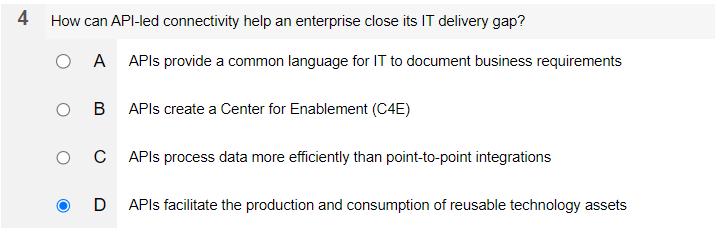 4 How can API-led connectivity help an enterprise close its IT delivery gap?
A APIs provide a common language for IT to document business requirements
B APIs create a Center for Enablement (C4E)
C APIs process data more efficiently than point-to-point integrations
D APIs facilitate the production and consumption of reusable technology assets